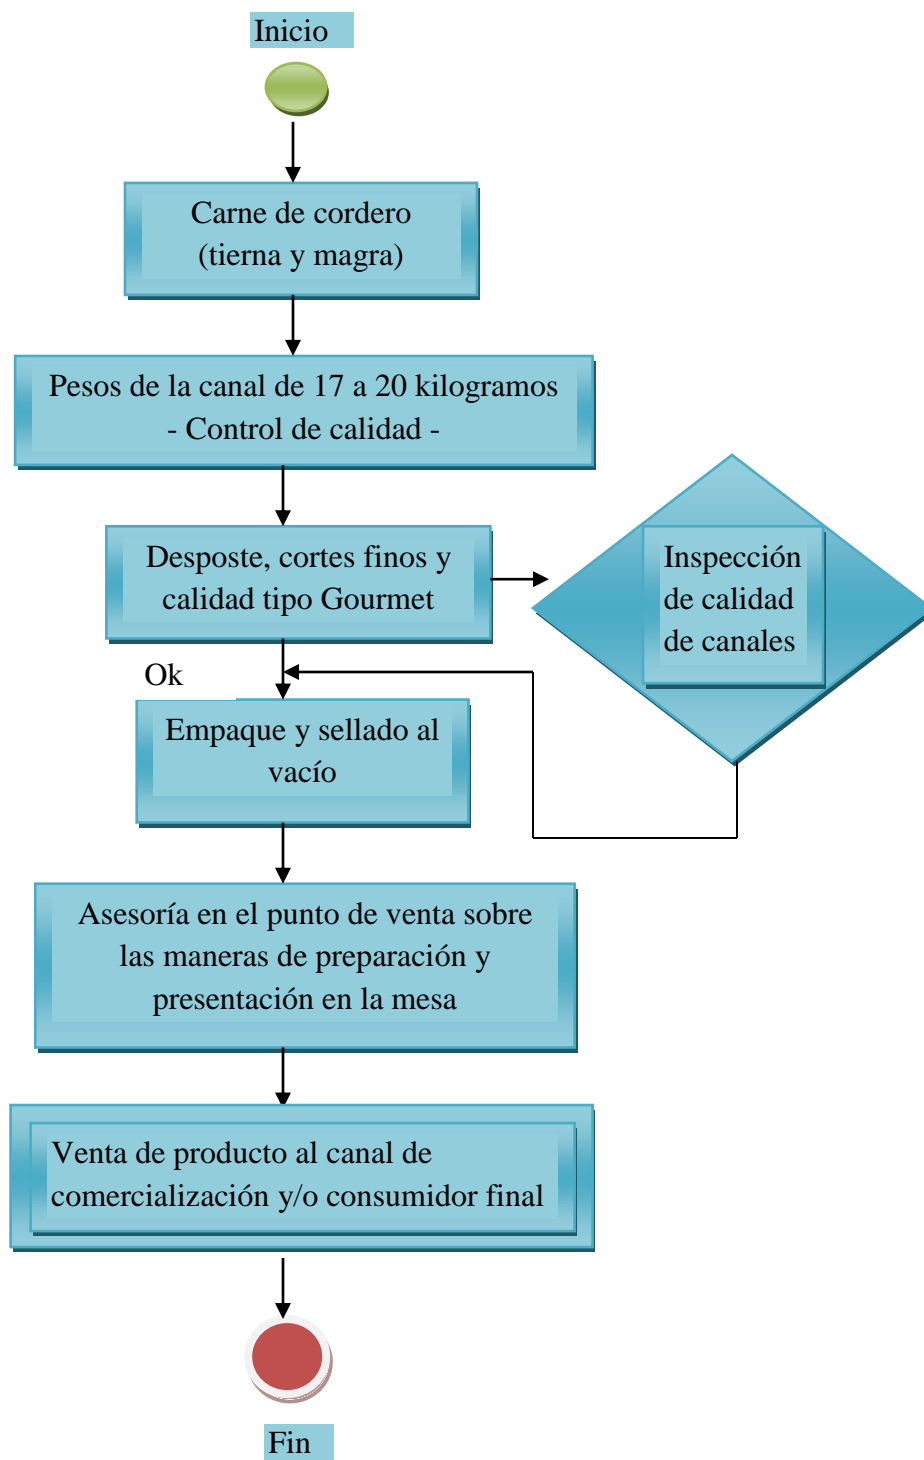 Inicio
Carne de cordero
(tierna y magra)
Pesos de la canal de 17 a 20 kilogramos
- Control de calidad -
Desposte, cortes finos y
calidad tipo Gourmet
Inspección
de calidad
de canales
Ok
Empaque y sellado al
vacío
Asesoría en el punto de venta sobre
las maneras de preparación y
presentación en la mesa
Venta de producto al canal de
comercialización y/o consumidor final
Fin